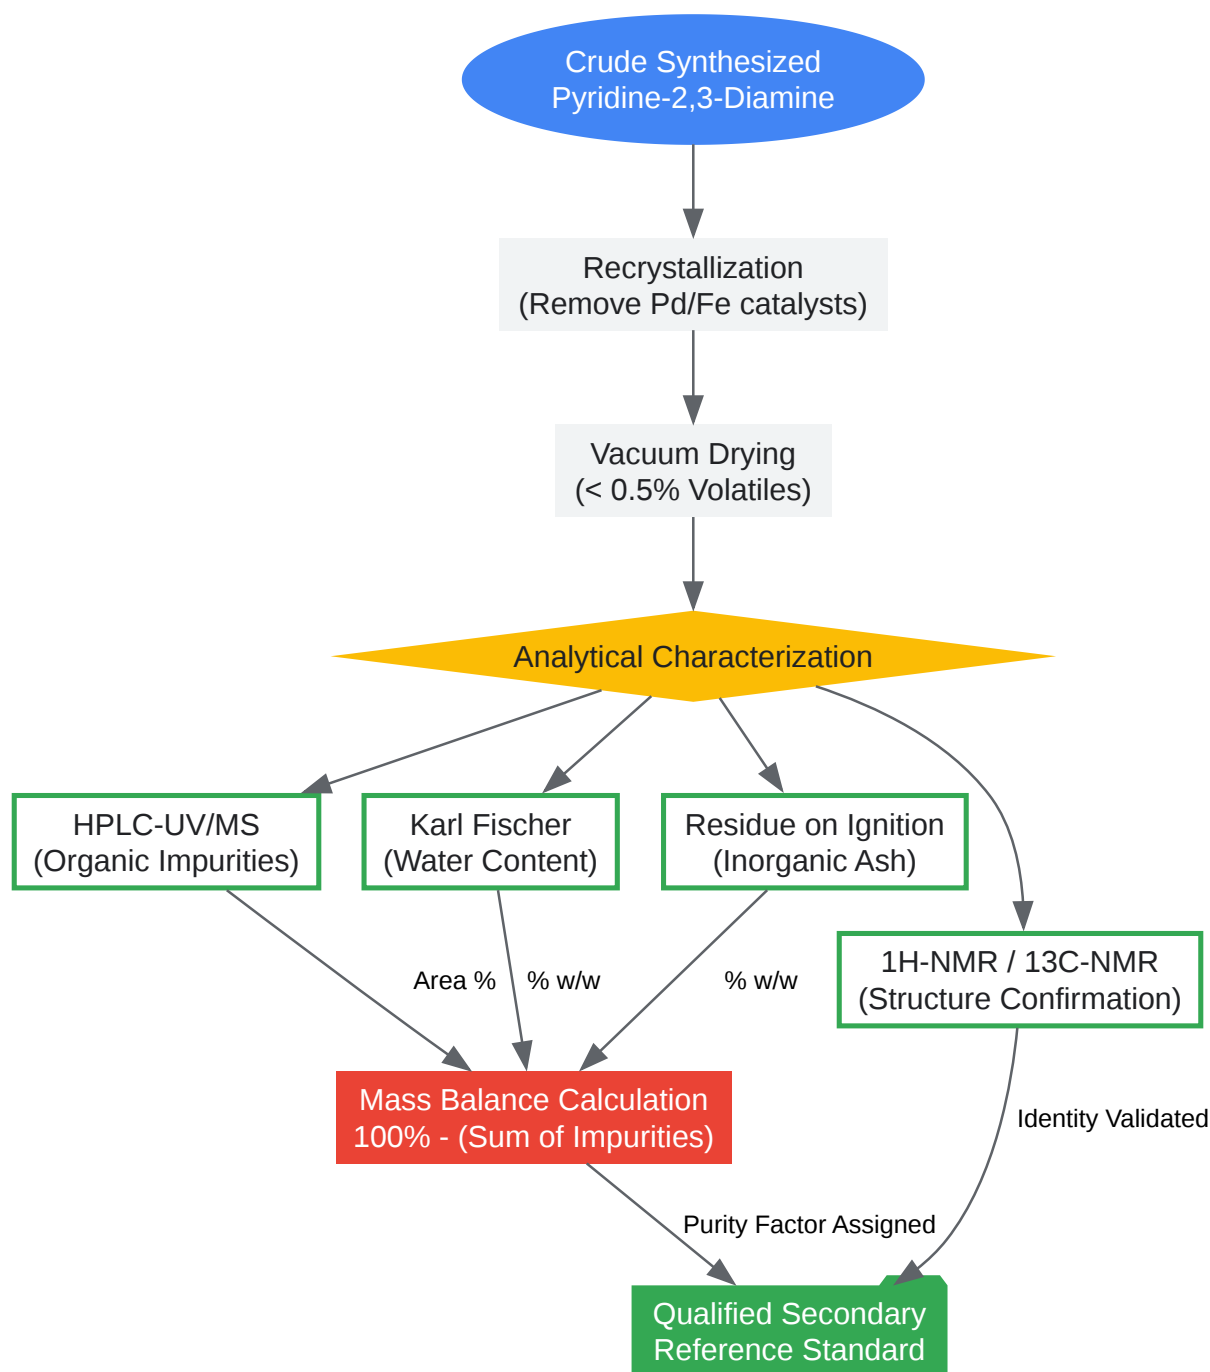 Crude Synthesized
Pyridine-2,3-Diamine
Recrystallization
(Remove Pd/Fe catalysts)
Vacuum Drying
(< 0.5% Volatiles)
Analytical Characterization
HPLC-UV/MS
(Organic Impurities)
Karl Fischer
(Water Content)
Residue on Ignition
(Inorganic Ash)
1H-NMR / 13C-NMR
(Structure Confirmation)
Area %
% w/w
% w/w
Mass Balance Calculation
100% - (Sum of Impurities)
Identity Validated
Purity Factor Assigned
Qualified Secondary
Reference Standard